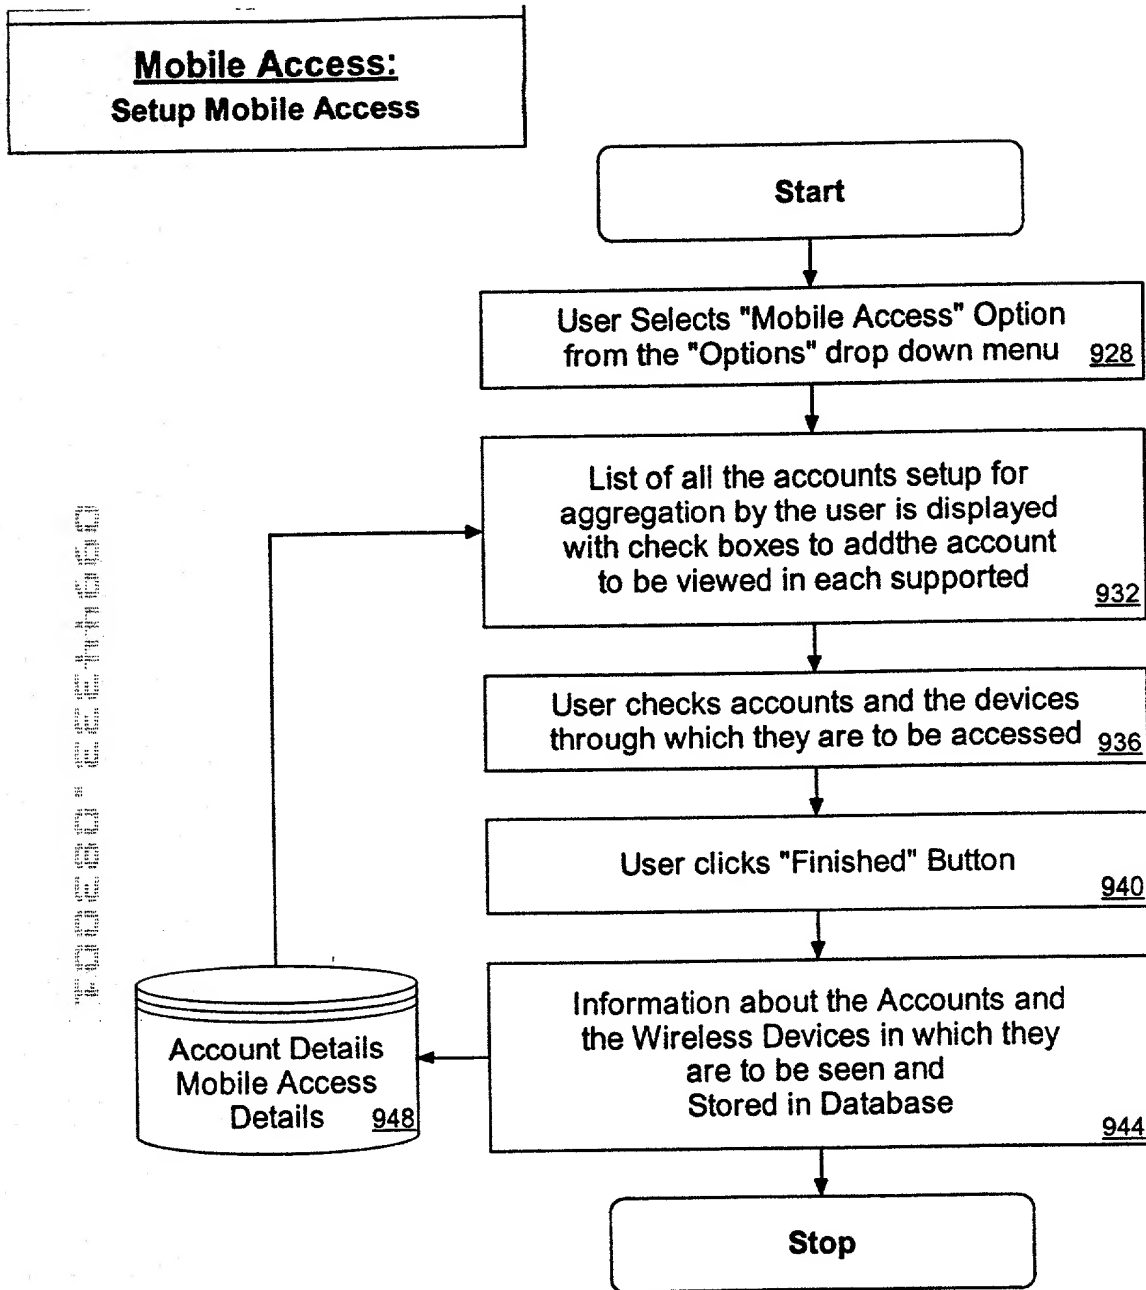 Mobile Access:
Setup Mobile Access
Start
User Selects "Mobile Access" Option
from the "Options" drop down menu 928
List of all the accounts setup for
aggregation by the user is displayed
with check boxes to addthe account
to be viewed in each supported
932
User checks accounts and the devices
through which they are to be accessed 936
User clicks "Finished" Button
940
Information about the Accounts and
the Wireless Devices in which they
are to be seen and
Stored in Database
944
Account Details
Mobile Access
Details 948
Stop